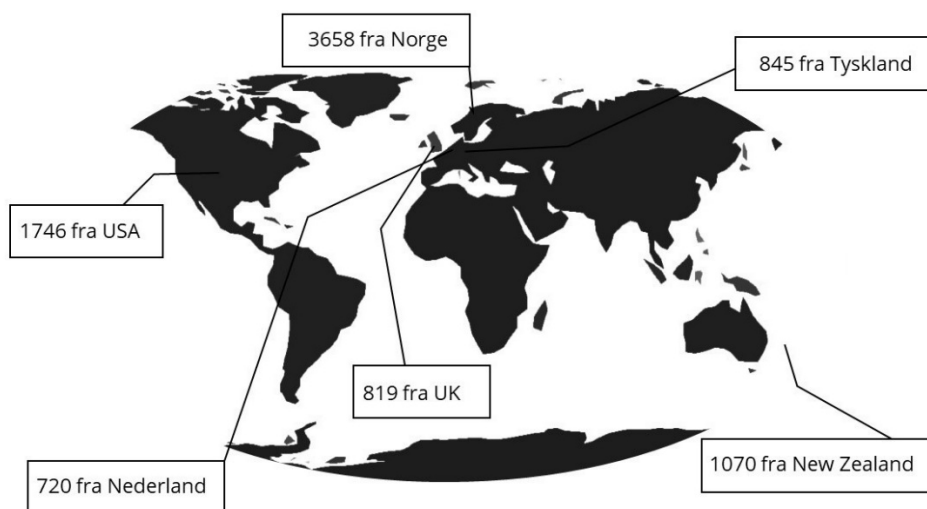 3658 fra Norge
845 fra Tyskland
1746 fra USA
819 fra UK
1070 fra New Zealand
720 fra Nederland